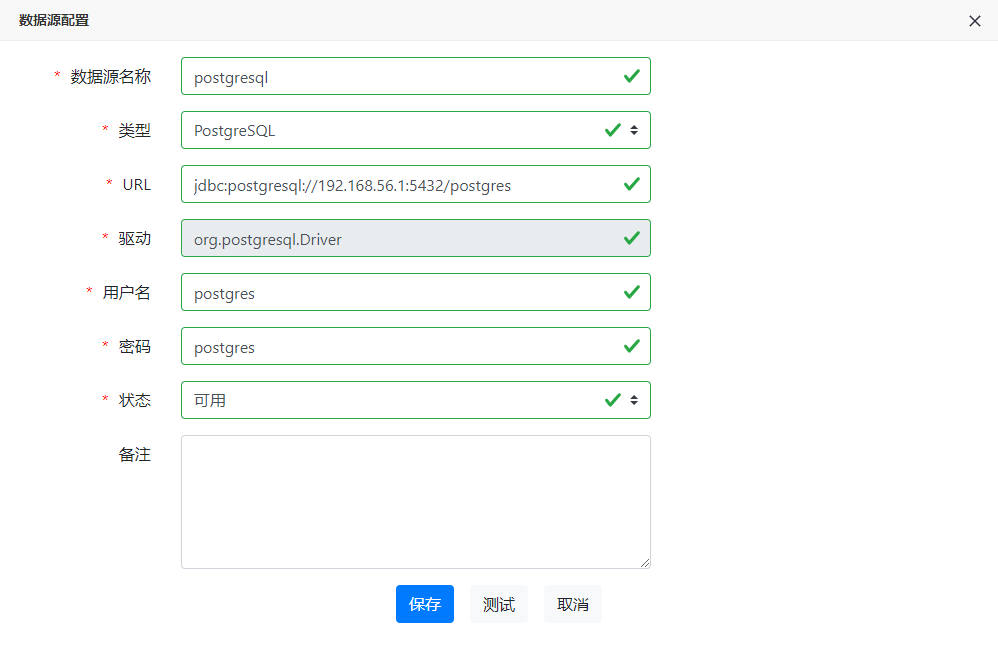 数据源配置
* 数据源名称 postgresql
* 类型 PostgreSQL
* URL jdbc:postgresql://192.168.56.1:5432/postgres
* 驱动 org.postgresql.Driver
* 用户名 postgres
* 密码 postgres
* 状态 可用
备注
保存 测试 取消